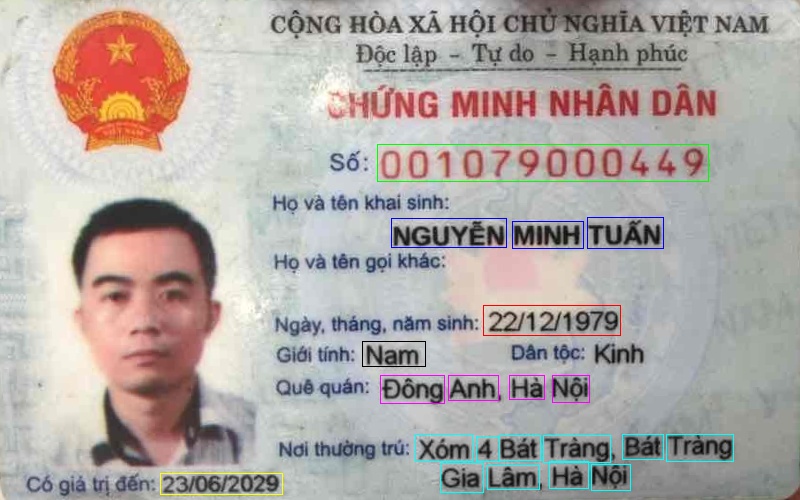 CỘNG HÒA XÃ HỘI CHỦ NGHĨA VIỆT NAM
Độc lập - Tự do - Hạnh phúc
CHỨNG MINH NHÂN DÂN
Số: 001079000449
Họ và tên khai sinh:
NGUYỄN MINH TUẤN
Họ và tên gọi khác:
Ngày, tháng, năm sinh: 22/12/1979
Giới tính: Nam Dân tộc: Kinh
Quê quán: Đông Anh, Hà Nội
Nơi thường trú: Xóm 4 Bát Tràng, Bát Tràng
Gia Lâm, Hà Nội
Có giá trị đến: 23/06/2029